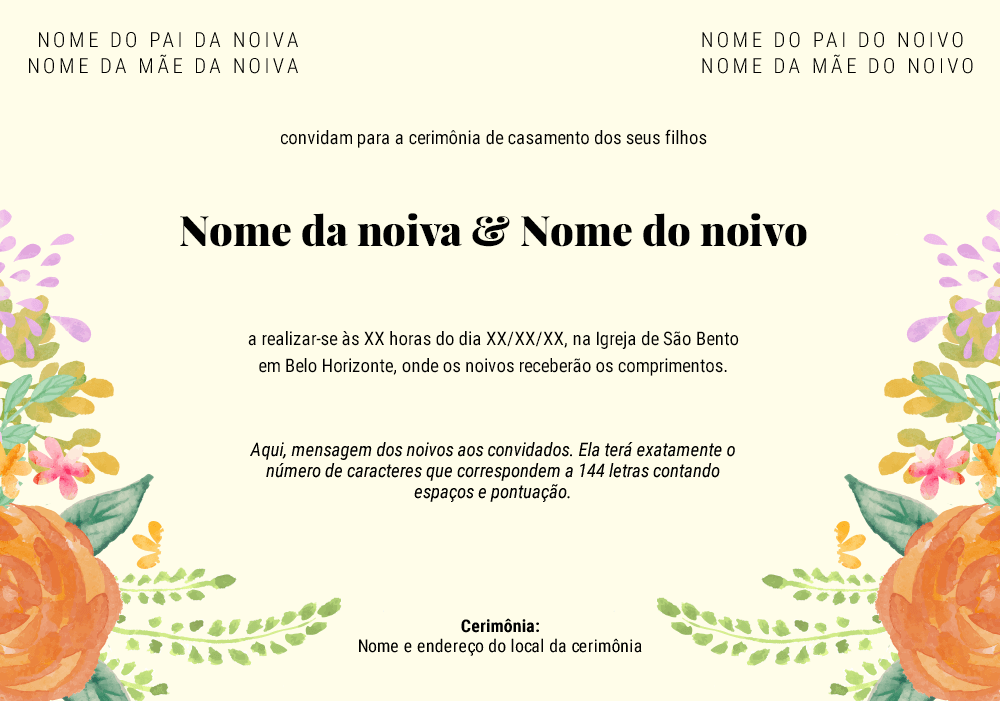 NOME DO PAI DA NOIVA
NOME DA MÃE DA NOIVA
NOME DO PAI DO NOIVO
NOME DA MÃE DO NOIVO
convidam para a cerimônia de casamento dos seus filhos
Nome da noiva & Nome do noivo
a realizar-se às XX horas do dia XX/XX/XX, na Igreja de São Bento
em Belo Horizonte, onde os noivos receberão os comprimentos.
Aqui, mensagem dos noivos aos convidados. Ela terá exatamente o
número de caracteres que correspondem a 144 letras contando
espaços e pontuação.
Cerimônia:
Nome e endereço do local da cerimônia